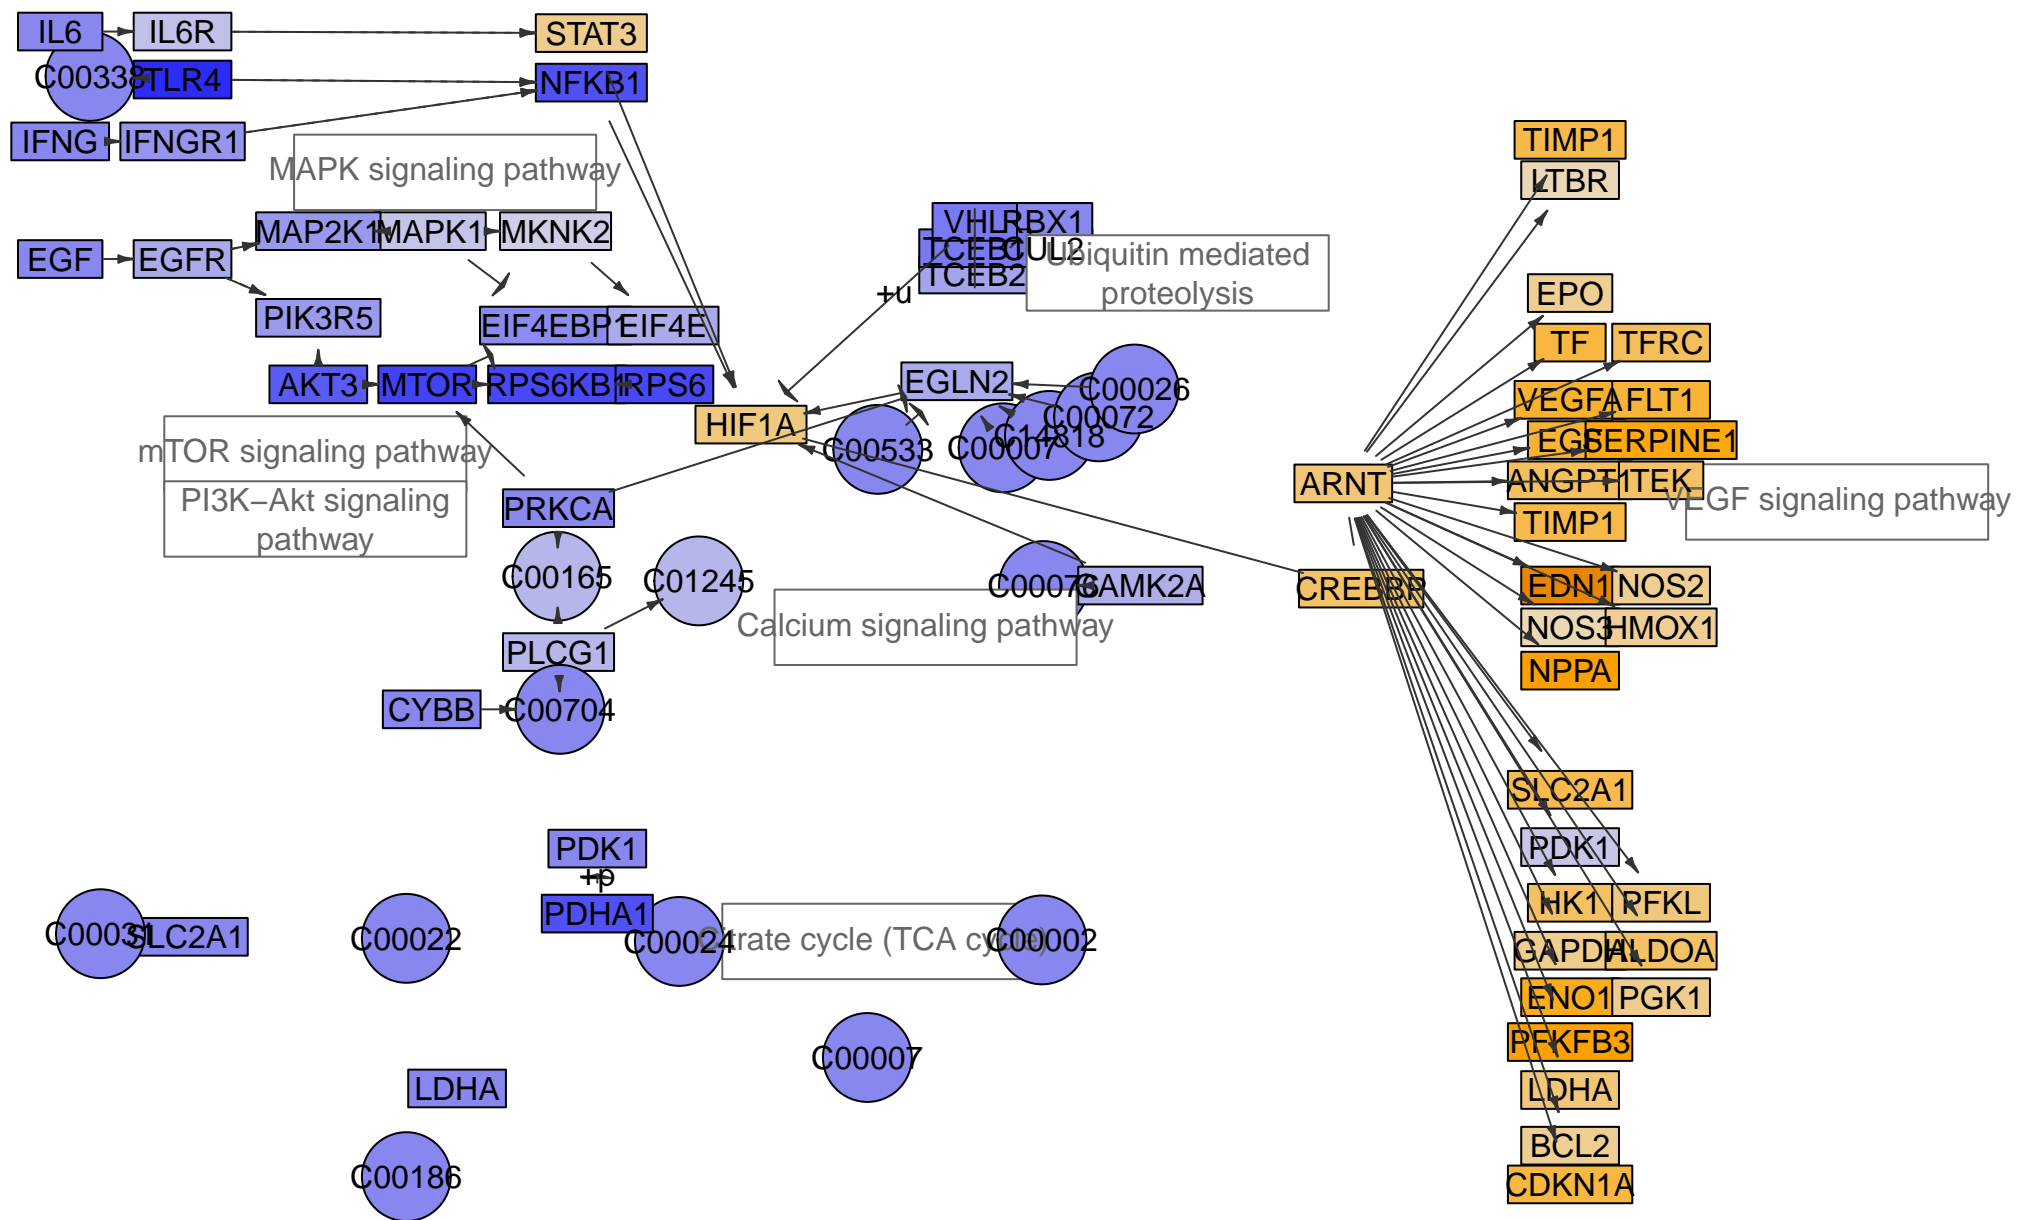 IL6
IL6R
STAT3
C00338
TLR4
NFKB1
IFNG
IFNGR1
TIMP1
MAPK signaling pathway
LTBR
MAP2K1
MAPK1
MKNK2
VHL
RBX1
EGF
EGFR
TCEB1
CUL2
Ubiquitin mediated
proteolysis
TCEB2
+u
EPO
PIK3R5
EIF4EBP1
EIF4E
TF
TFRC
AKT3
MTOR
RPS6KB1
RPS6
EGLN2
C00026
VEGFA
FLT1
C00072
HIF1A
C14818
C00007
C00533
EGF
SERPINE1
mTOR signaling pathway
ARNT
ANGPT1
TEK
VEGF signaling pathway
PI3K−Akt signaling
pathway
PRKCA
TIMP1
C00165
C01245
C00076
CAMK2A
CREBBP
EDN1
NOS2
Calcium signaling pathway
NOS3
HMOX1
PLCG1
NPPA
CYBB
C00704
SLC2A1
PDK1
+p
PDK1
PDHA1
HK1
PFKL
C00031
SLC2A1
C00022
C00024
Citrate cycle (TCA cycle)
C00002
GAPDH
ALDOA
ENO1
PGK1
PFKFB3
C00007
LDHA
LDHA
BCL2
C00186
CDKN1A